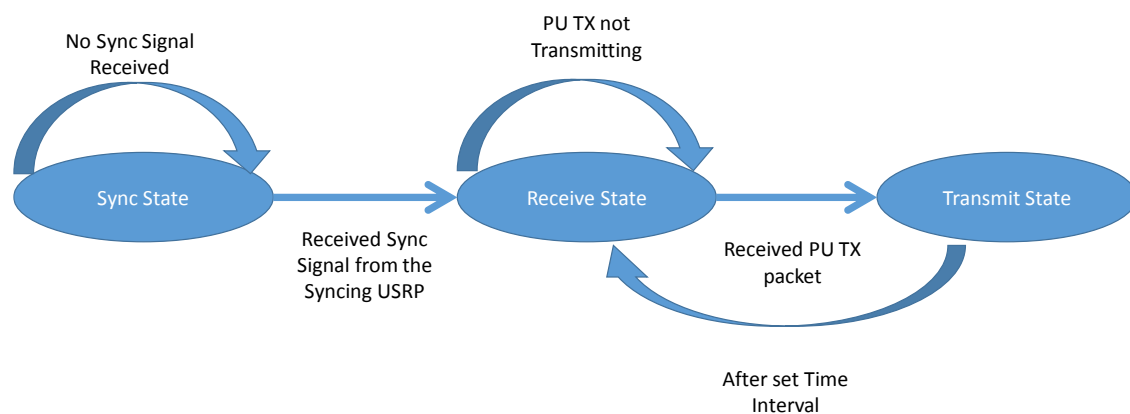 No Sync Signal
Received
PU TX not
Transmitting
Sync State
Receive State
Transmit State
Received Sync
Signal from the
Syncing USRP
Received PU TX
packet
After set Time
Interval